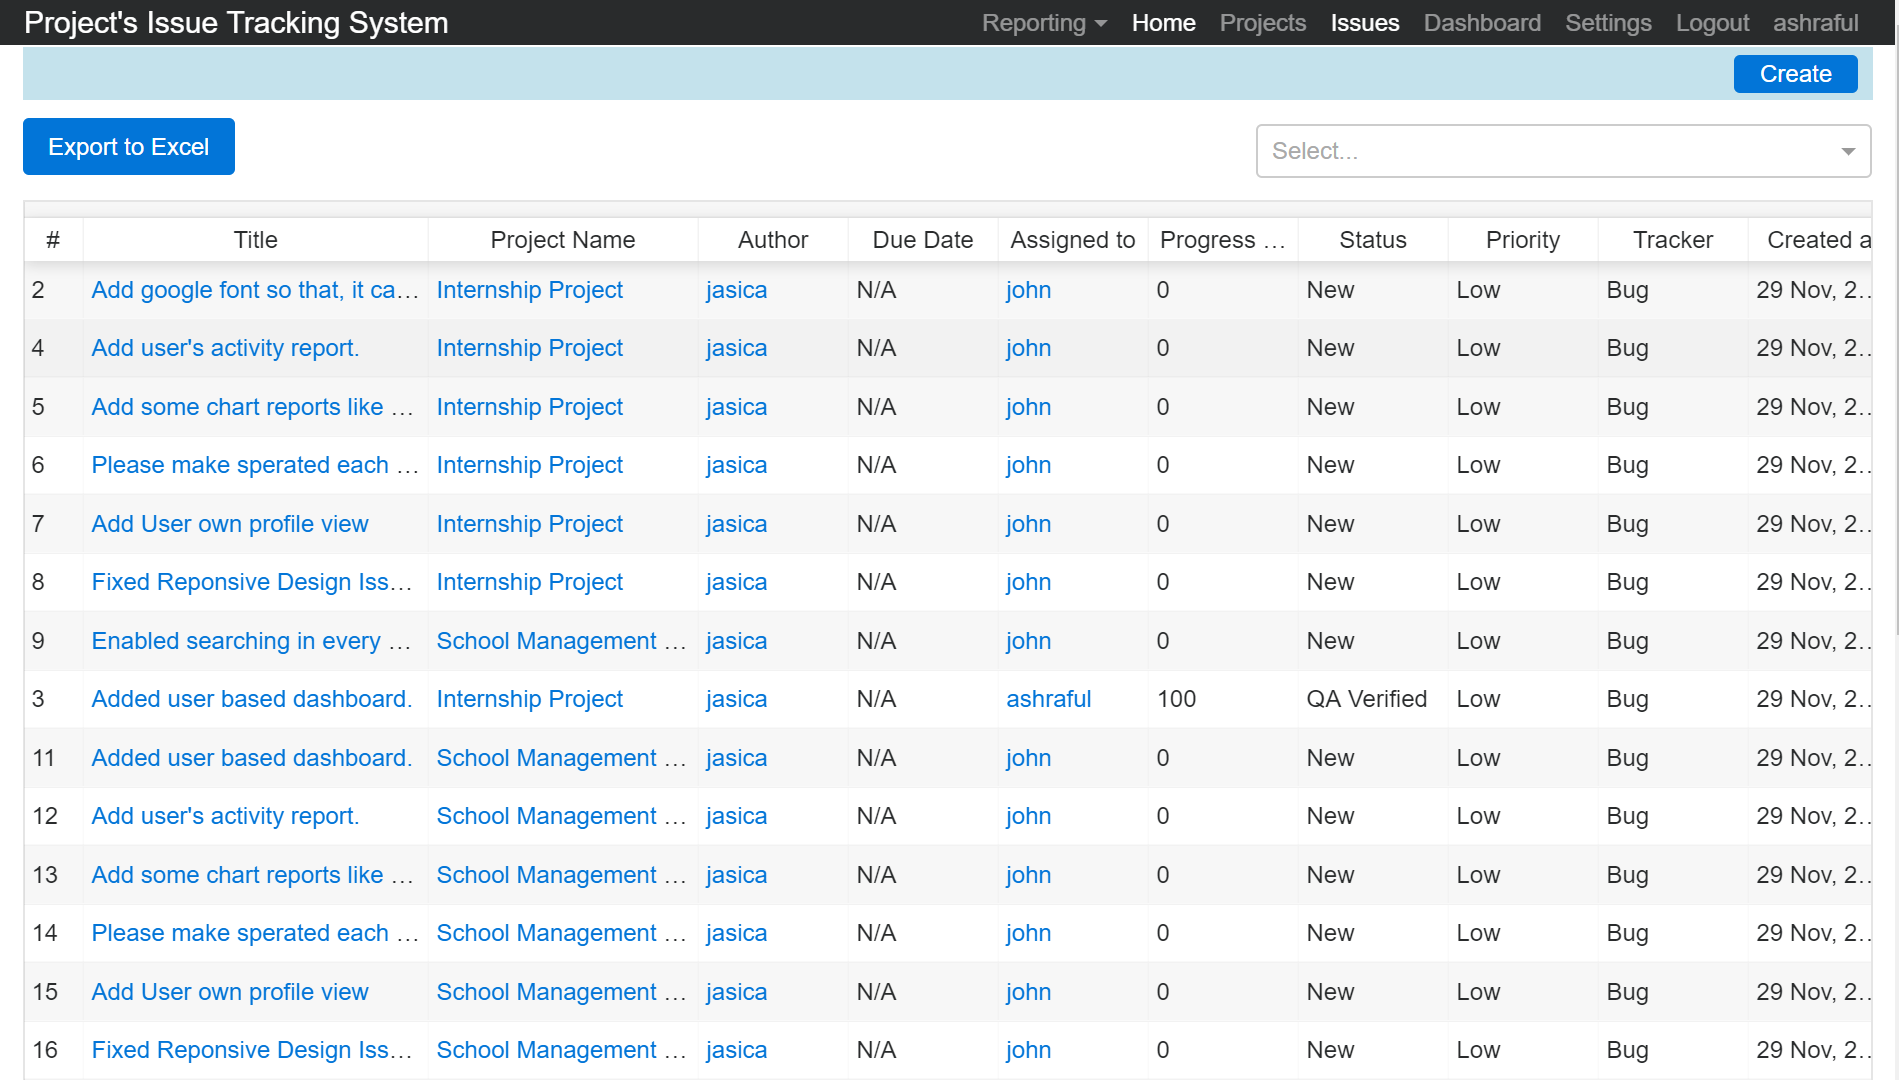 Project's Issue Tracking System Reporting Home Projects Issues Dashboard Settings Logout ashraful
Create
Export to Excel Select...
# Title Project Name Author Due Date Assigned to Progress … Status Priority Tracker Created a
2 Add google font so that, it ca… Internship Project jasica N/A john 0 New Low Bug 29 Nov, 2…
4 Add user's activity report. Internship Project jasica N/A john 0 New Low Bug 29 Nov, 2…
5 Add some chart reports like … Internship Project jasica N/A john 0 New Low Bug 29 Nov, 2…
6 Please make sperated each … Internship Project jasica N/A john 0 New Low Bug 29 Nov, 2…
7 Add User own profile view Internship Project jasica N/A john 0 New Low Bug 29 Nov, 2…
8 Fixed Reponsive Design Iss… Internship Project jasica N/A john 0 New Low Bug 29 Nov, 2…
9 Enabled searching in every … School Management … jasica N/A john 0 New Low Bug 29 Nov, 2…
3 Added user based dashboard. Internship Project jasica N/A ashraful 100 QA Verified Low Bug 29 Nov, 2…
11 Added user based dashboard. School Management … jasica N/A john 0 New Low Bug 29 Nov, 2…
12 Add user's activity report. School Management … jasica N/A john 0 New Low Bug 29 Nov, 2…
13 Add some chart reports like … School Management … jasica N/A john 0 New Low Bug 29 Nov, 2…
14 Please make sperated each … School Management … jasica N/A john 0 New Low Bug 29 Nov, 2…
15 Add User own profile view School Management … jasica N/A john 0 New Low Bug 29 Nov, 2…
16 Fixed Reponsive Design Iss… School Management … jasica N/A john 0 New Low Bug 29 Nov, 2…